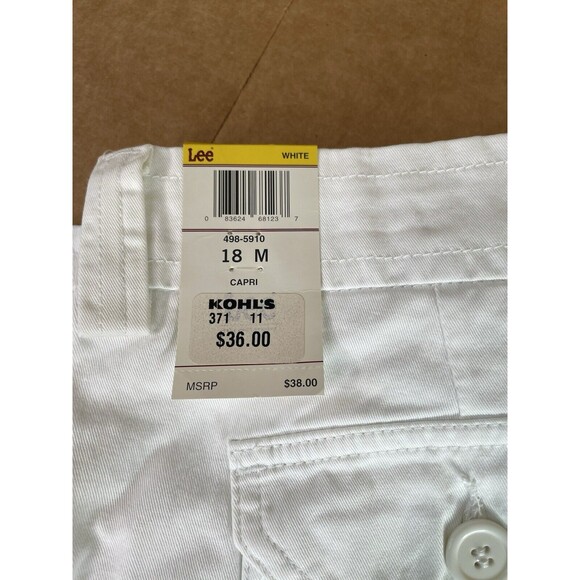 Lee WHITE
0 83624 68123 7
498-5910
18 M
CAPRI
KOHL'S
371 11
$36.00
MSRP $38.00